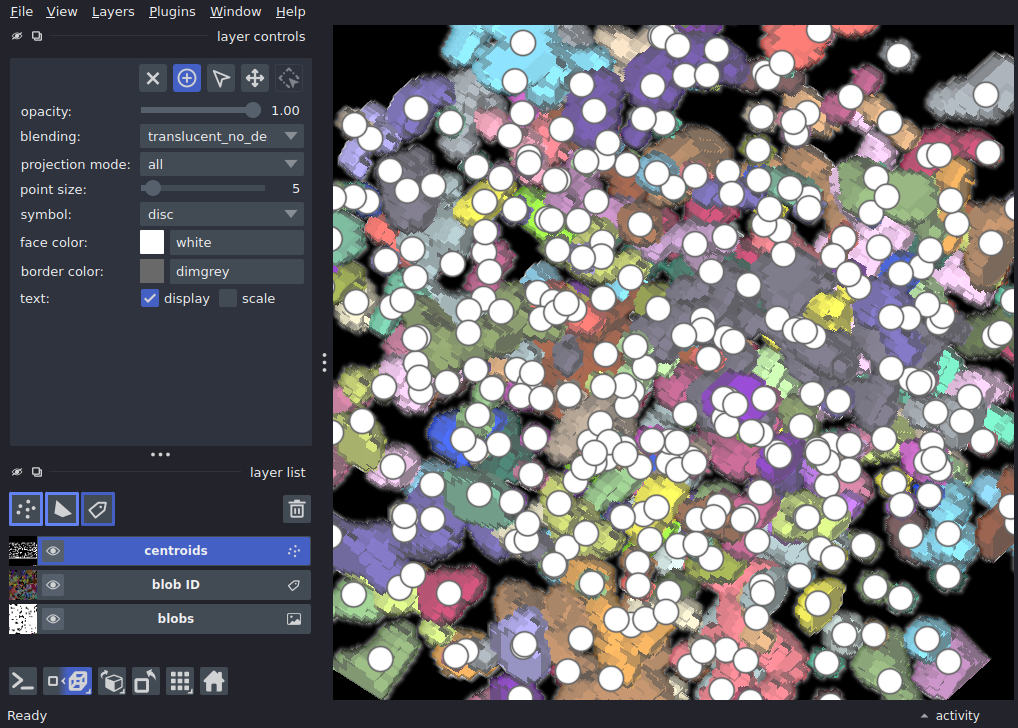 File View Layers Plugins Window Help
layer controls
opacity: 1.00
blending: translucent_no_de
projection mode: all
point size: 5
symbol: disc
face color: white
border color: dimgrey
text: display scale
layer list
centroids
blob ID
blobs
Ready
activity